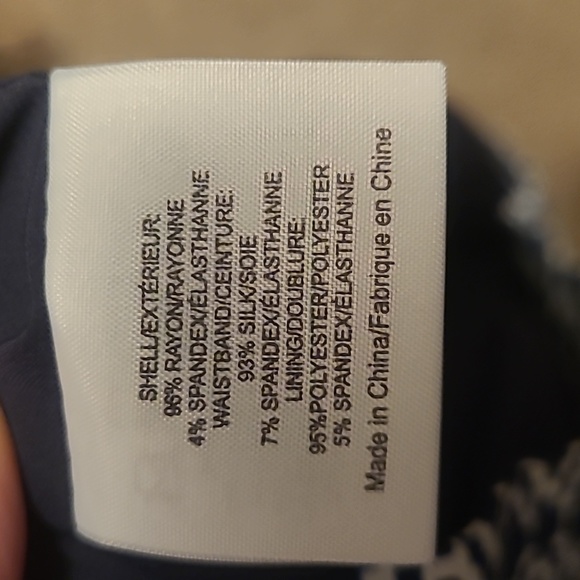 SHELL/EXTÉRIEUR:
96% RAYON/RAYONNE
4% SPANDEX/ÉLASTHANNE
WAISTBAND/CEINTURE:
93% SILK/SOIE
7% SPANDEX/ÉLASTHANNE
LINING/DOUBLURE:
95%POLYESTER/POLYESTER
5% SPANDEX/ÉLASTHANNE
Made in China/Fabrique en Chine